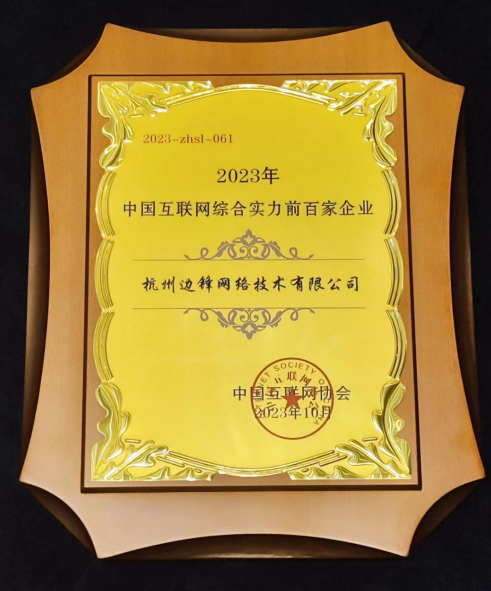 2023-zhsl-061
2023年
中国互联网综合实力前百家企业
杭州边锋网络技术有限公司
中国互联网协会
2023年10月